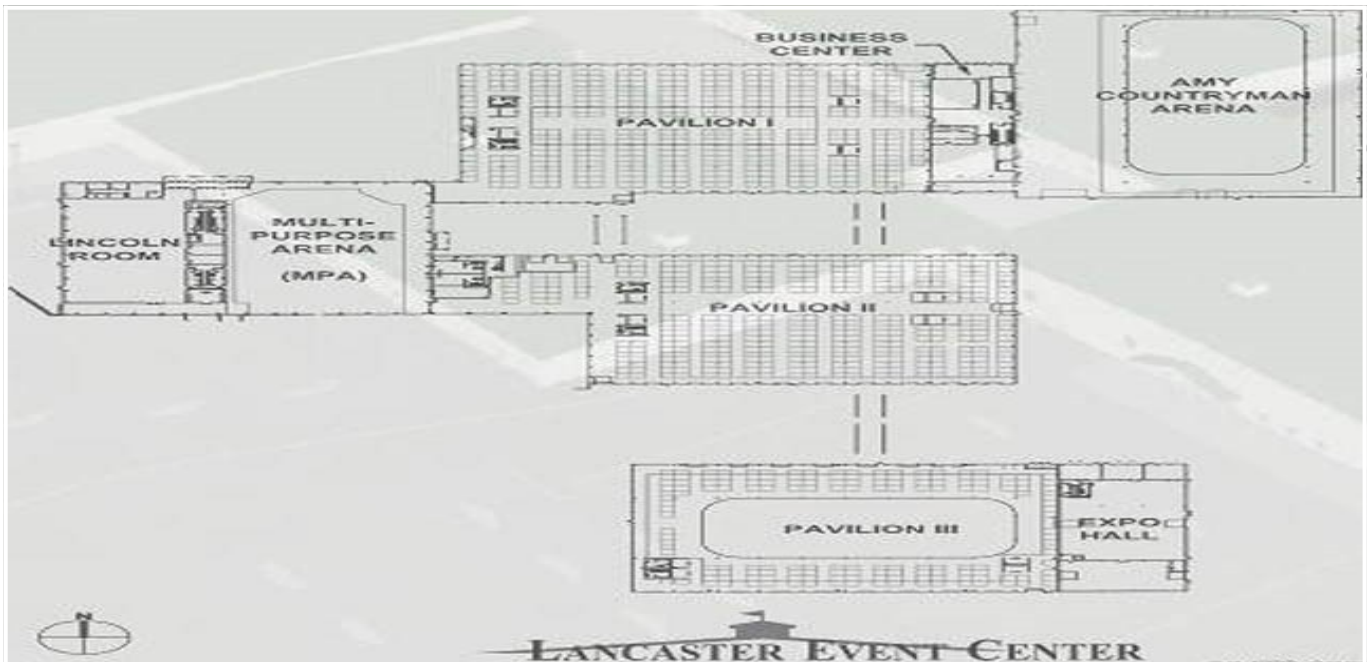 BUSINESS
CENTER
AMY
COUNTRYMAN
ARENA
PAVILION I
LINCOLN
ROOM
MULTI-
PURPOSE
ARENA
(MPA)
PAVILION II
PAVILION III
EXPO
HALL
N
LANCASTER EVENT CENTER